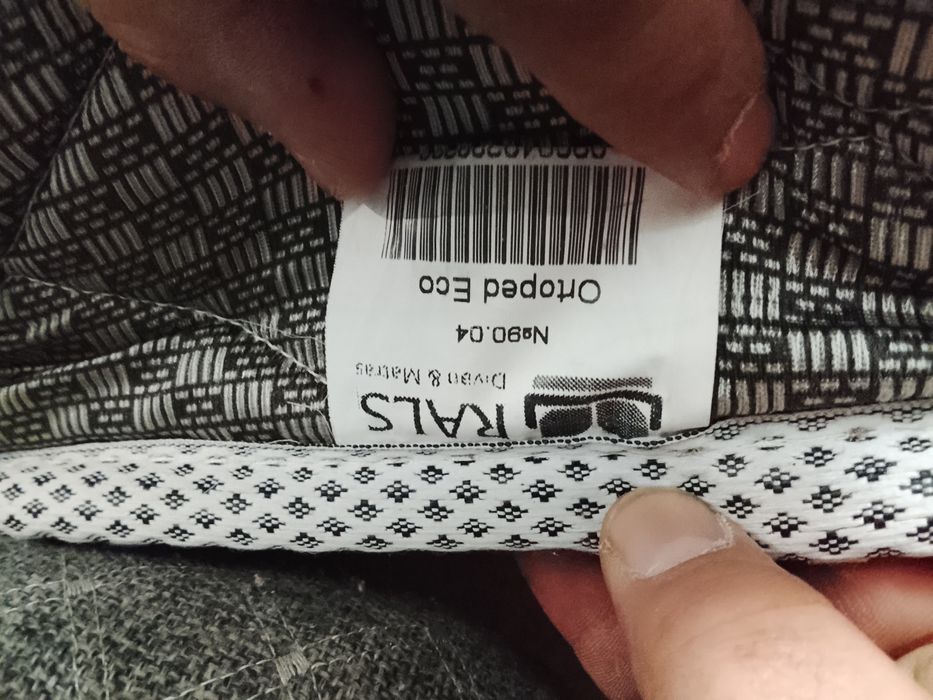 RALS
Divan & Matras
№90.04
Ortoped Eco